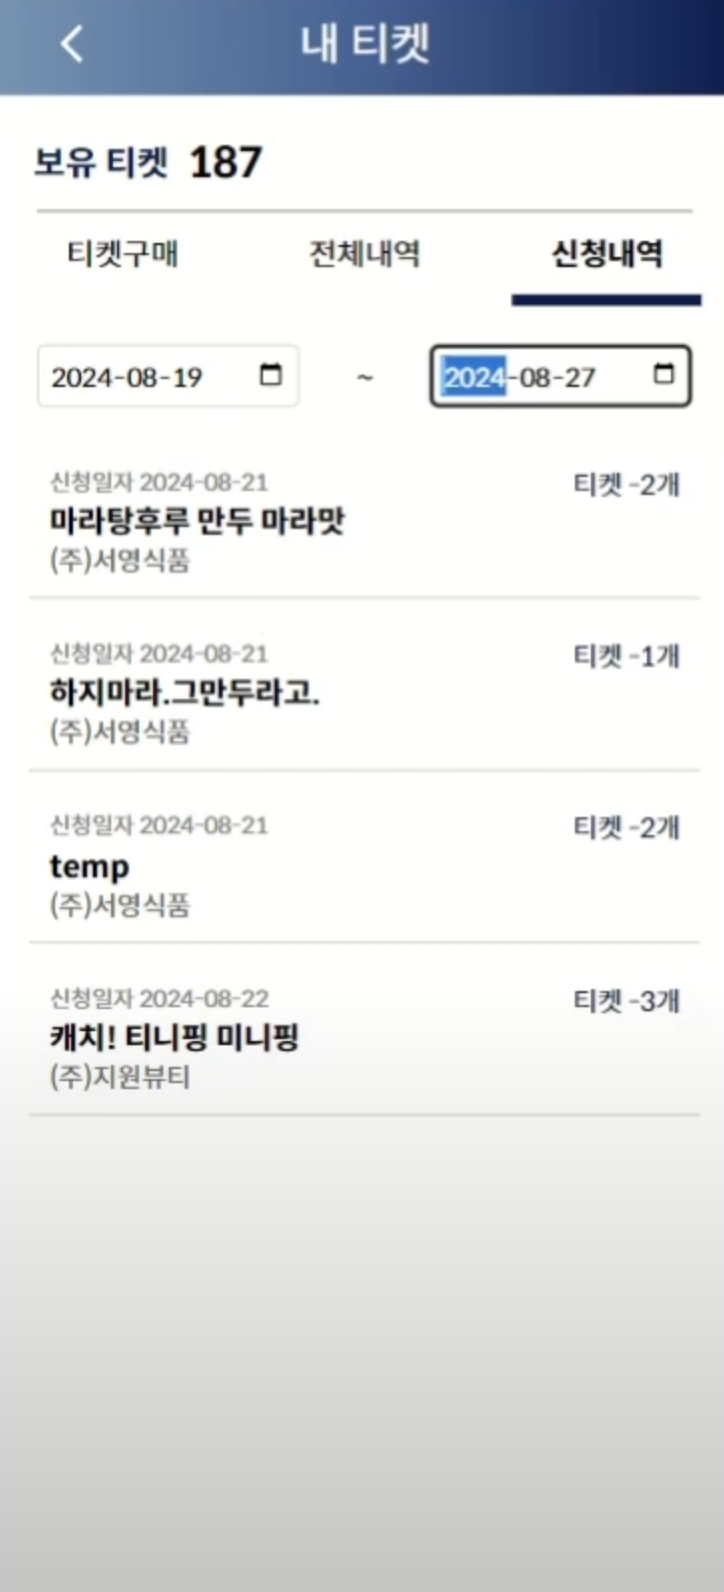 내 티켓
보유 티켓 187
티켓구매 전체내역 신청내역
2024-08-19 ~ 2024-08-27
신청일자 2024-08-21 티켓 -2개
마라탕후루 만두 마라맛
(주)서영식품
신청일자 2024-08-21 티켓 -1개
하지마라.그만두라고.
(주)서영식품
신청일자 2024-08-21 티켓 -2개
temp
(주)서영식품
신청일자 2024-08-22 티켓 -3개
캐치! 티니핑 미니핑
(주)지원뷰티